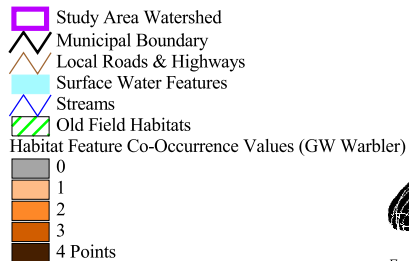 Study Area Watershed
Municipal Boundary
Local Roads & Highways
Surface Water Features
Streams
Old Field Habitats
Habitat Feature Co-Occurrence Values (GW Warbler)
0
1
2
3
4 Points